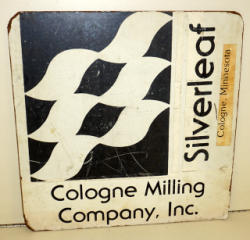 Silverleaf
Cologne, Minnesota
Cologne Milling
Company, Inc.